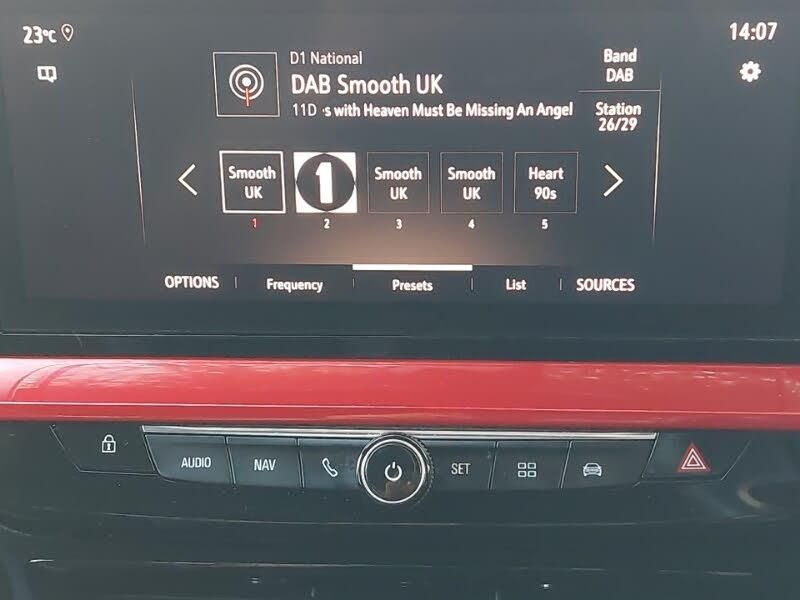 23°C
14:07
D1 National
DAB Smooth UK
11D ·s with Heaven Must Be Missing An Angel
Band
DAB
Station
26/29
Smooth
UK
1
Smooth
UK
Smooth
UK
Heart
90s
1
2
3
4
5
OPTIONS
Frequency
Presets
List
SOURCES
AUDIO
NAV
SET